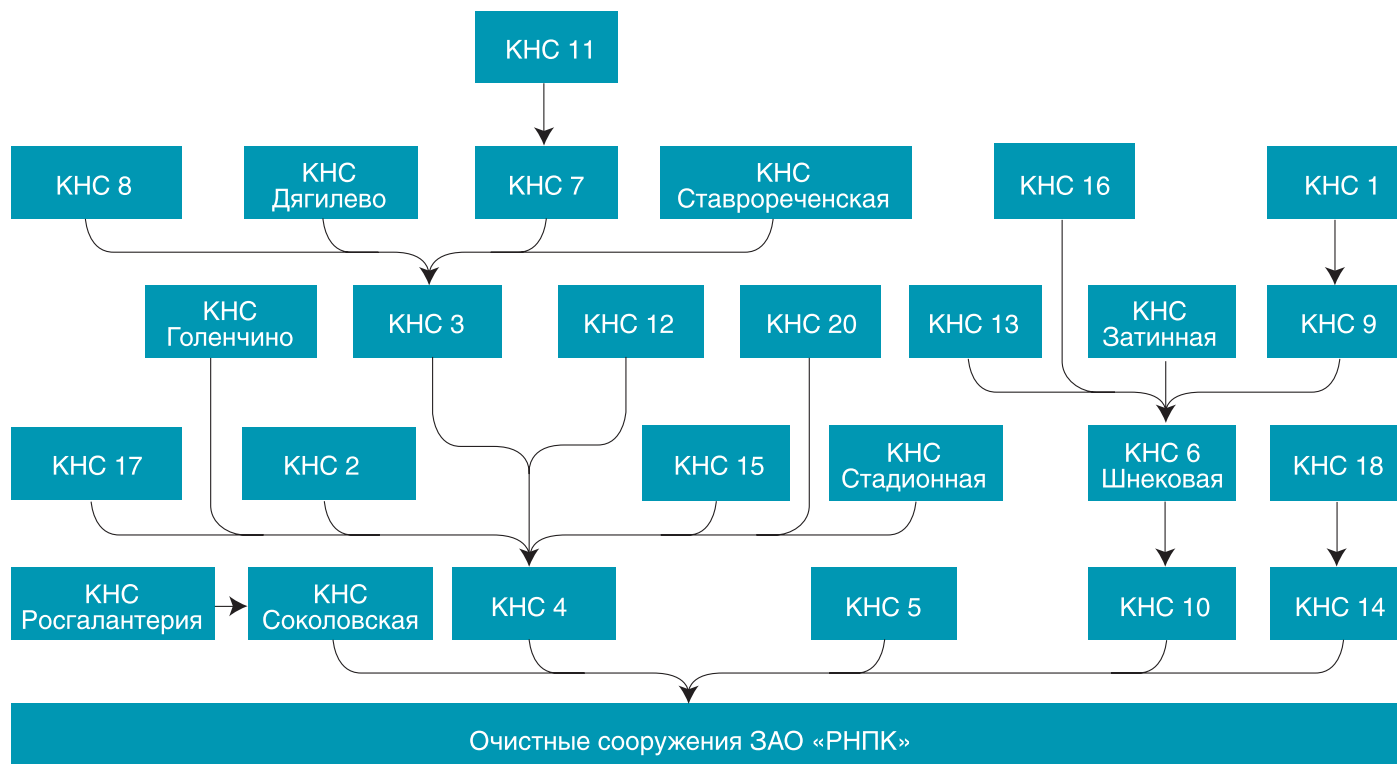 КНС 11
КНС 8
КНС
Дягилево
КНС 7
КНС
Ставрореченская
КНС 16
КНС 1
КНС
Голенчино
КНС 3
КНС 12
КНС 20
КНС 13
КНС
Затинная
КНС 9
КНС 17
КНС 2
КНС 15
КНС
Стадионная
КНС 6
Шнековая
КНС 18
КНС
Росгалантерия
КНС
Соколовская
КНС 4
КНС 5
КНС 10
КНС 14
Очистные сооружения ЗАО «РНПК»